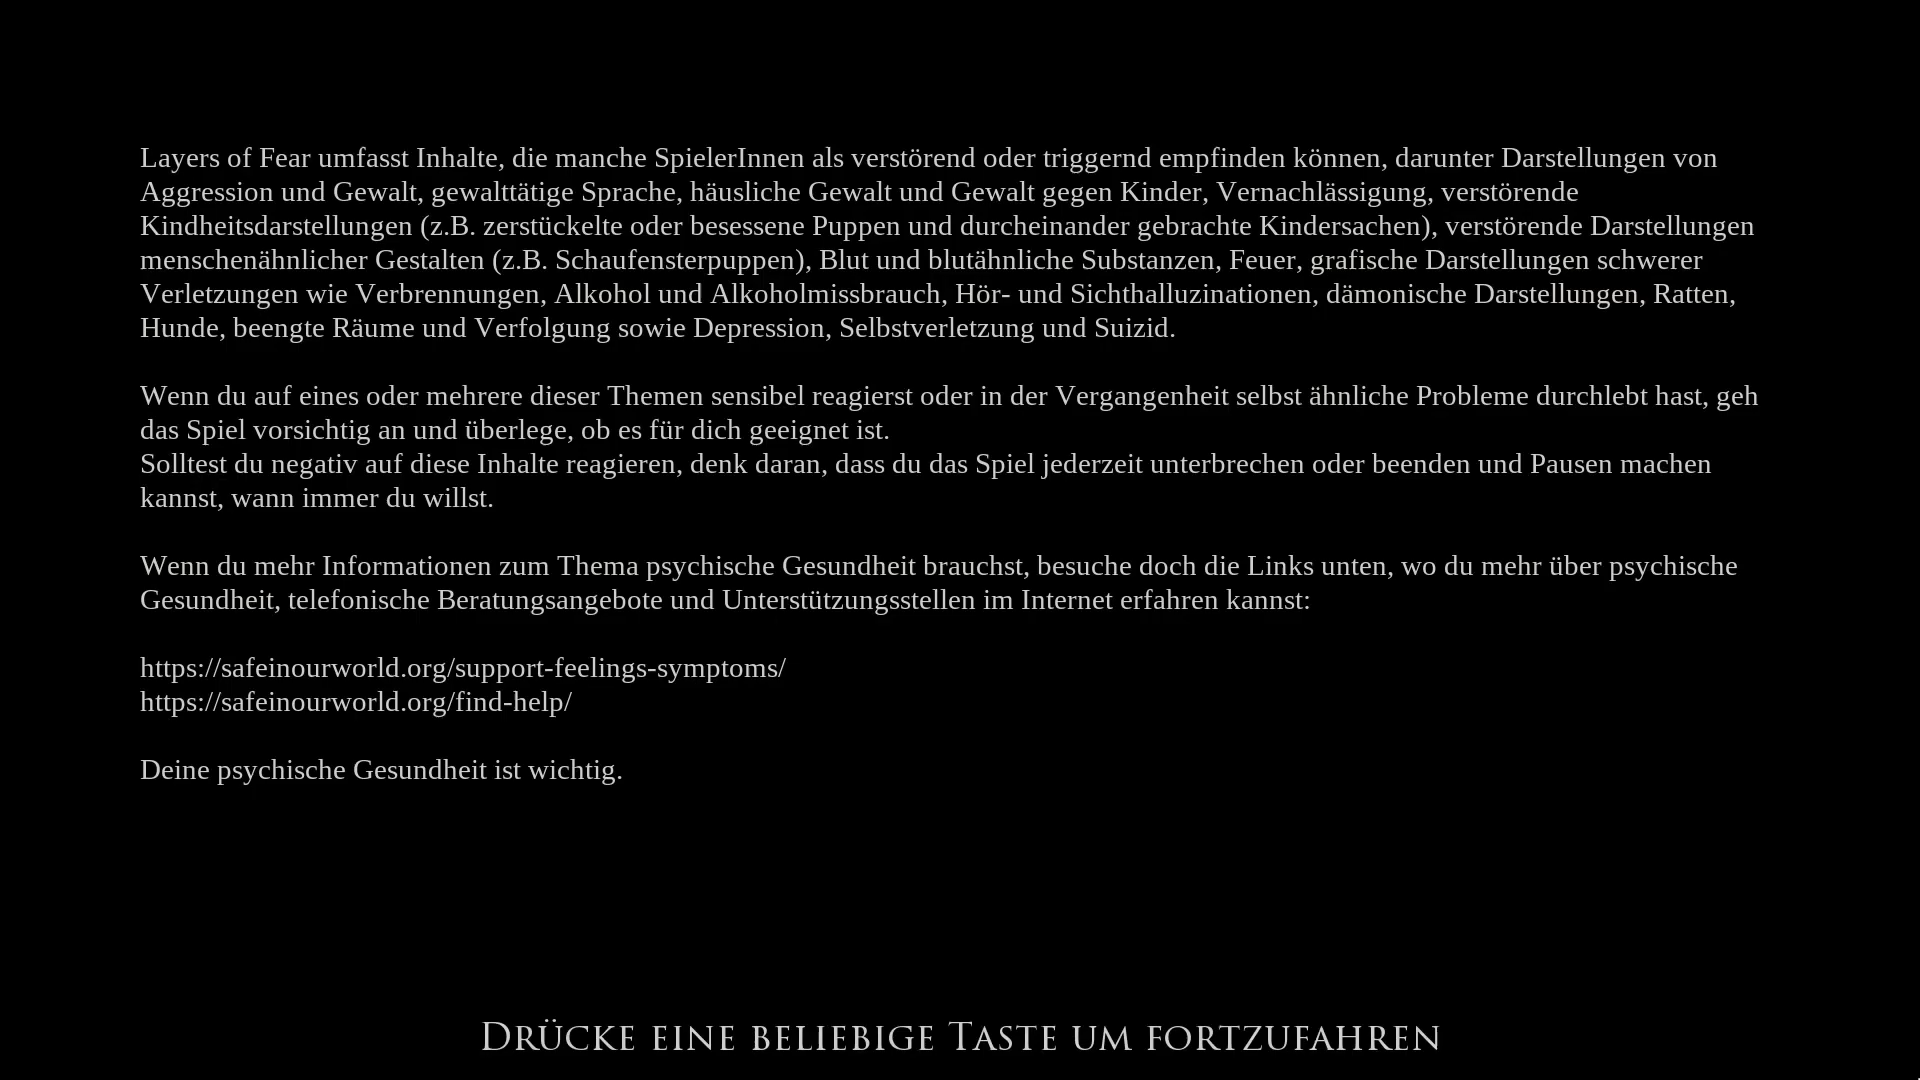 Layers of Fear umfasst Inhalte, die manche SpielerInnen als verstörend oder triggernd empfinden können, darunter Darstellungen von
Aggression und Gewalt, gewalttätige Sprache, häusliche Gewalt und Gewalt gegen Kinder, Vernachlässigung, verstörende
Kindheitsdarstellungen (z.B. zerstückelte oder besessene Puppen und durcheinander gebrachte Kindersachen), verstörende Darstellungen
menschenähnlicher Gestalten (z.B. Schaufensterpuppen), Blut und blutähnliche Substanzen, Feuer, grafische Darstellungen schwerer
Verletzungen wie Verbrennungen, Alkohol und Alkoholmissbrauch, Hör- und Sichthalluzinationen, dämonische Darstellungen, Ratten,
Hunde, beengte Räume und Verfolgung sowie Depression, Selbstverletzung und Suizid.
Wenn du auf eines oder mehrere dieser Themen sensibel reagierst oder in der Vergangenheit selbst ähnliche Probleme durchlebt hast, geh
das Spiel vorsichtig an und überlege, ob es für dich geeignet ist.
Solltest du negativ auf diese Inhalte reagieren, denk daran, dass du das Spiel jederzeit unterbrechen oder beenden und Pausen machen
kannst, wann immer du willst.
Wenn du mehr Informationen zum Thema psychische Gesundheit brauchst, besuche doch die Links unten, wo du mehr über psychische
Gesundheit, telefonische Beratungsangebote und Unterstützungsstellen im Internet erfahren kannst:
https://safeinourworld.org/support-feelings-symptoms/
https://safeinourworld.org/find-help/
Deine psychische Gesundheit ist wichtig.
Drücke eine beliebige Taste um fortzufahren